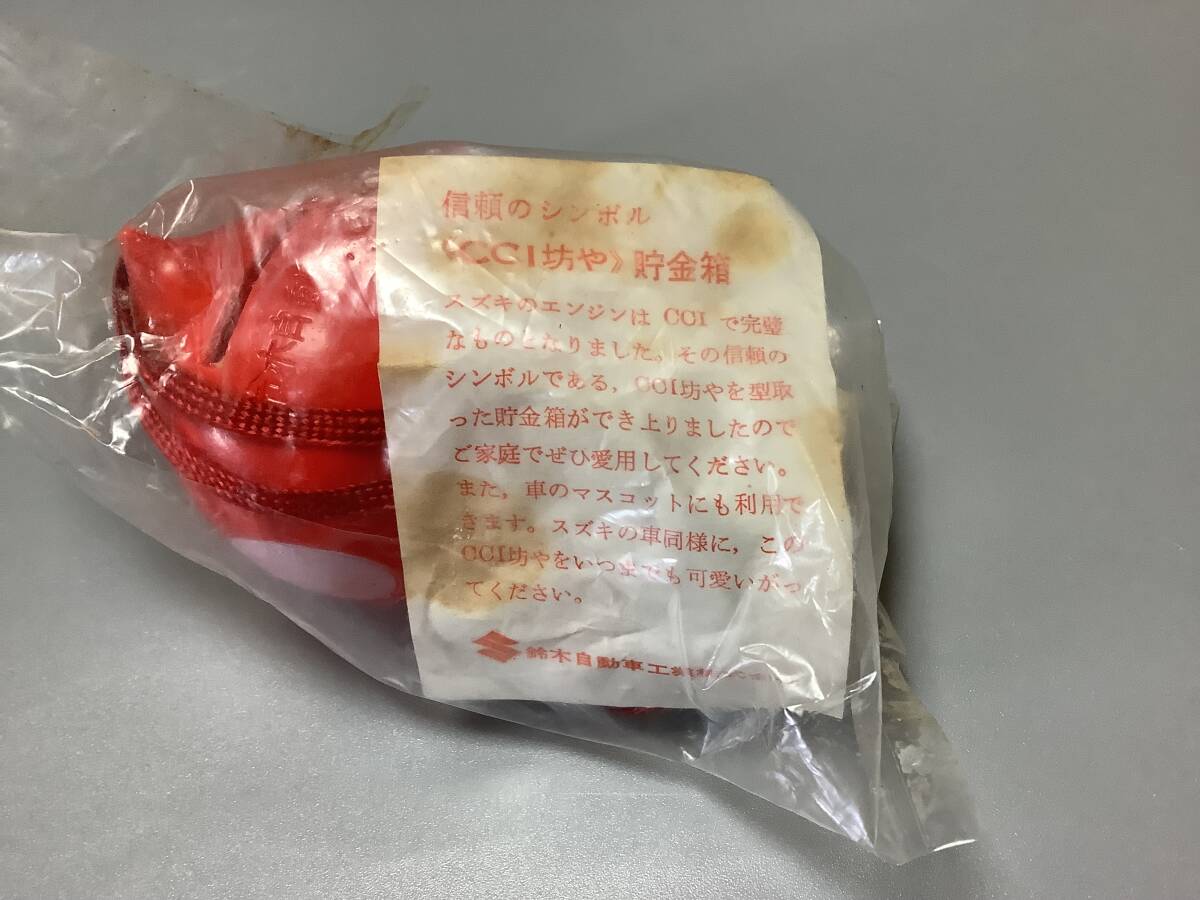 信頼のシンボル
《CCI坊や》貯金箱
スズキのエンジンは CCI で完璧
なものとなりました。その信頼の
シンボルである，CCI坊やを型取
った貯金箱ができ上りましたので
ご家庭でぜひ愛用してください。
また，車のマスコットにも利用で
きます。スズキの車同様に，この
CCI坊やをいつまでも可愛いがっ
てください。
鈴木自動車工業株式会社